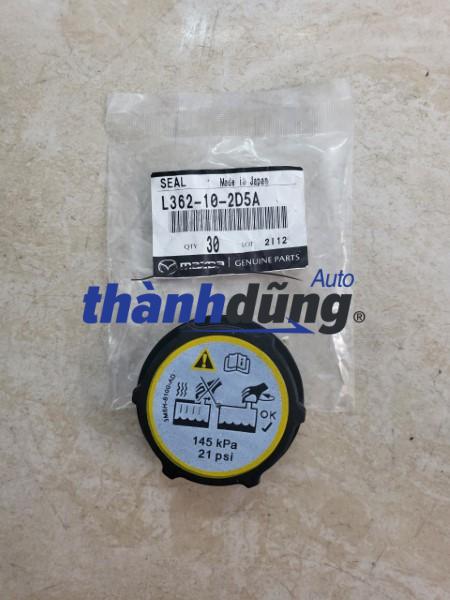 SEAL Made in Japan
L362-10-2D5A
QTY 30 LOT 2112
mazda GENUINE PARTS
Auto
thànhdũng®
OK
145 kPa
21 psi